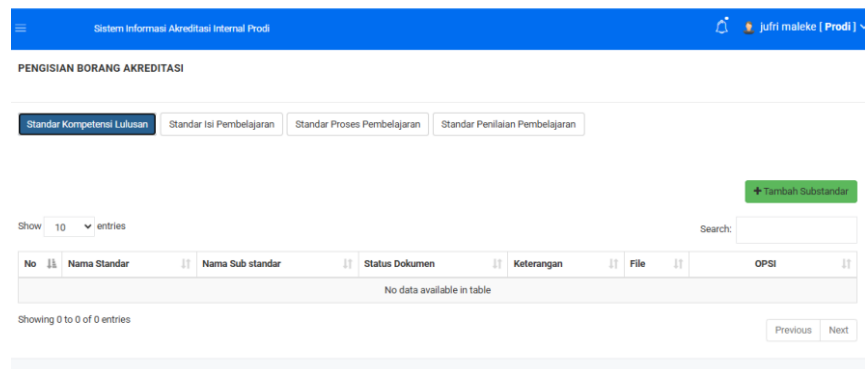 Sistem Informasi Akreditasi Internal Prodi jufri maleke [ Prodi ]
PENGISIAN BORANG AKREDITASI
Standar Kompetensi Lulusan Standar Isi Pembelajaran Standar Proses Pembelajaran Standar Penilaian Pembelajaran
+ Tambah Substandar
Show 10 entries Search:
No Nama Standar Nama Sub standar Status Dokumen Keterangan File OPSI
No data available in table
Showing 0 to 0 of 0 entries
Previous Next